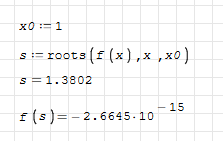 x0 := 1
s := roots(f(x), x, x0)
s = 1.3802
f(s) = -2.6645·10^-15